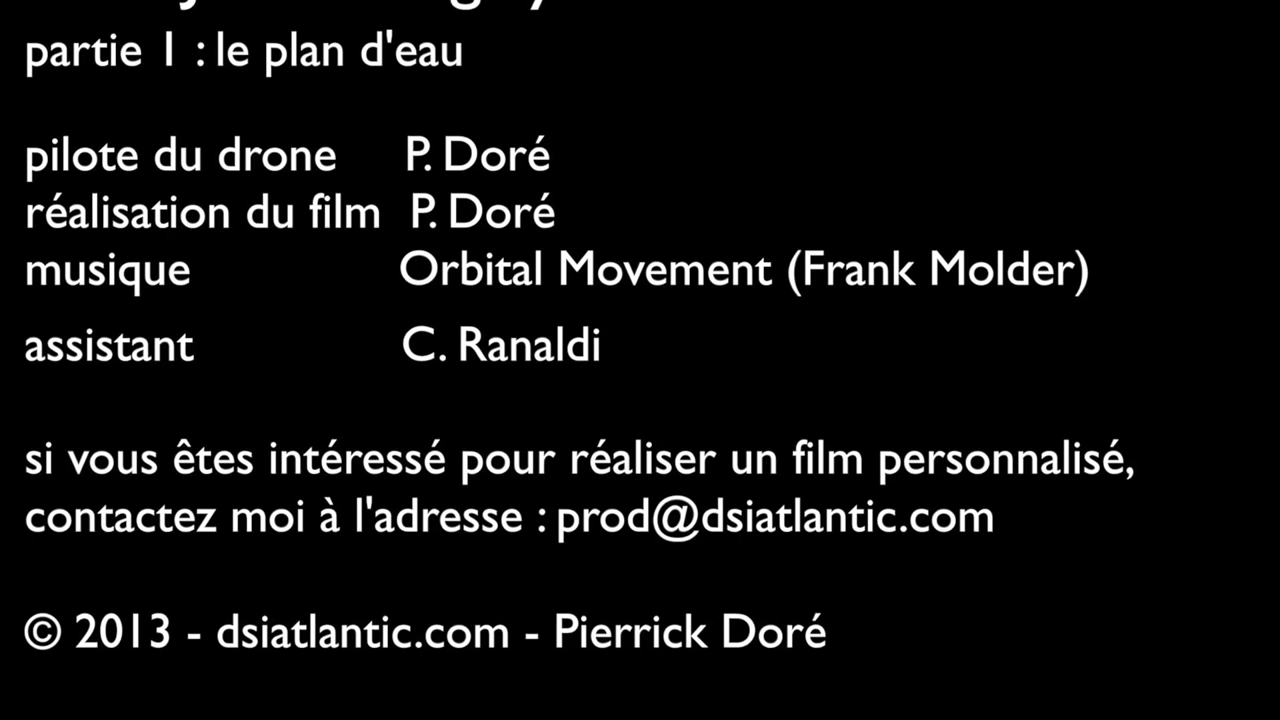 partie 1 : le plan d'eau
pilote du drone P. Doré
réalisation du film P. Doré
musique Orbital Movement (Frank Molder)
assistant C. Ranaldi
si vous êtes intéressé pour réaliser un film personnalisé,
contactez moi à l'adresse : prod@dsiatlantic.com
© 2013 - dsiatlantic.com - Pierrick Doré